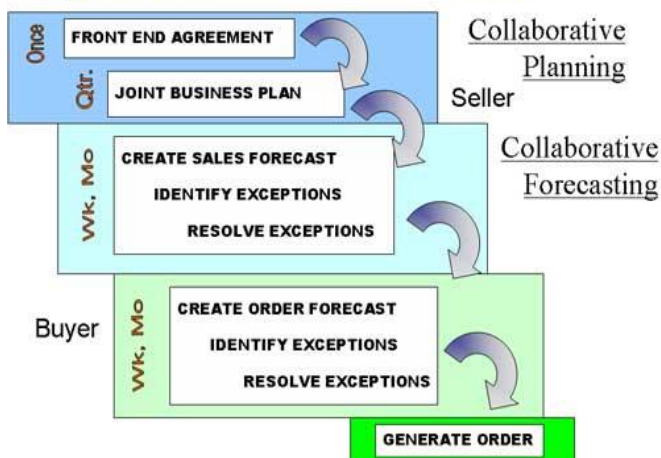 Once
FRONT END AGREEMENT
Collaborative
Planning
Qtr.
JOINT BUSINESS PLAN
Seller
Wk, Mo
CREATE SALES FORECAST
IDENTIFY EXCEPTIONS
RESOLVE EXCEPTIONS
Collaborative
Forecasting
Buyer
Wk, Mo
CREATE ORDER FORECAST
IDENTIFY EXCEPTIONS
RESOLVE EXCEPTIONS
GENERATE ORDER